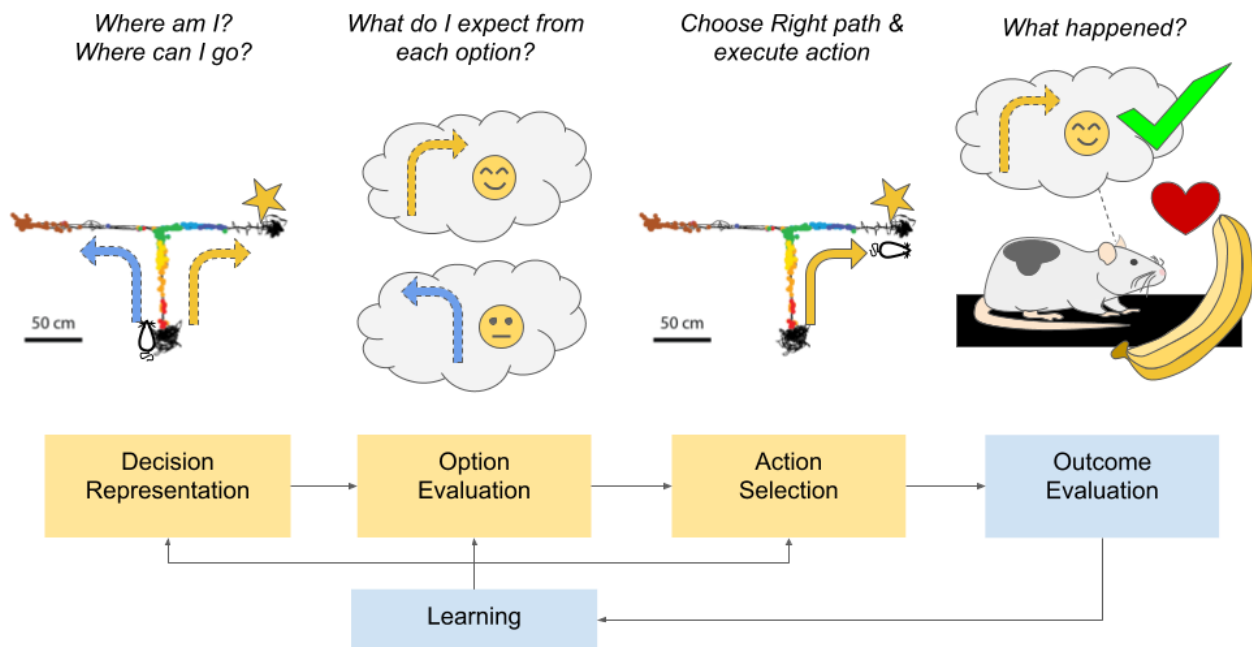 Where am I?
Where can I go?
What do I expect from
each option?
Choose Right path &
execute action
What happened?
50 cm
50 cm
Decision
Representation
Option
Evaluation
Action
Selection
Outcome
Evaluation
Learning